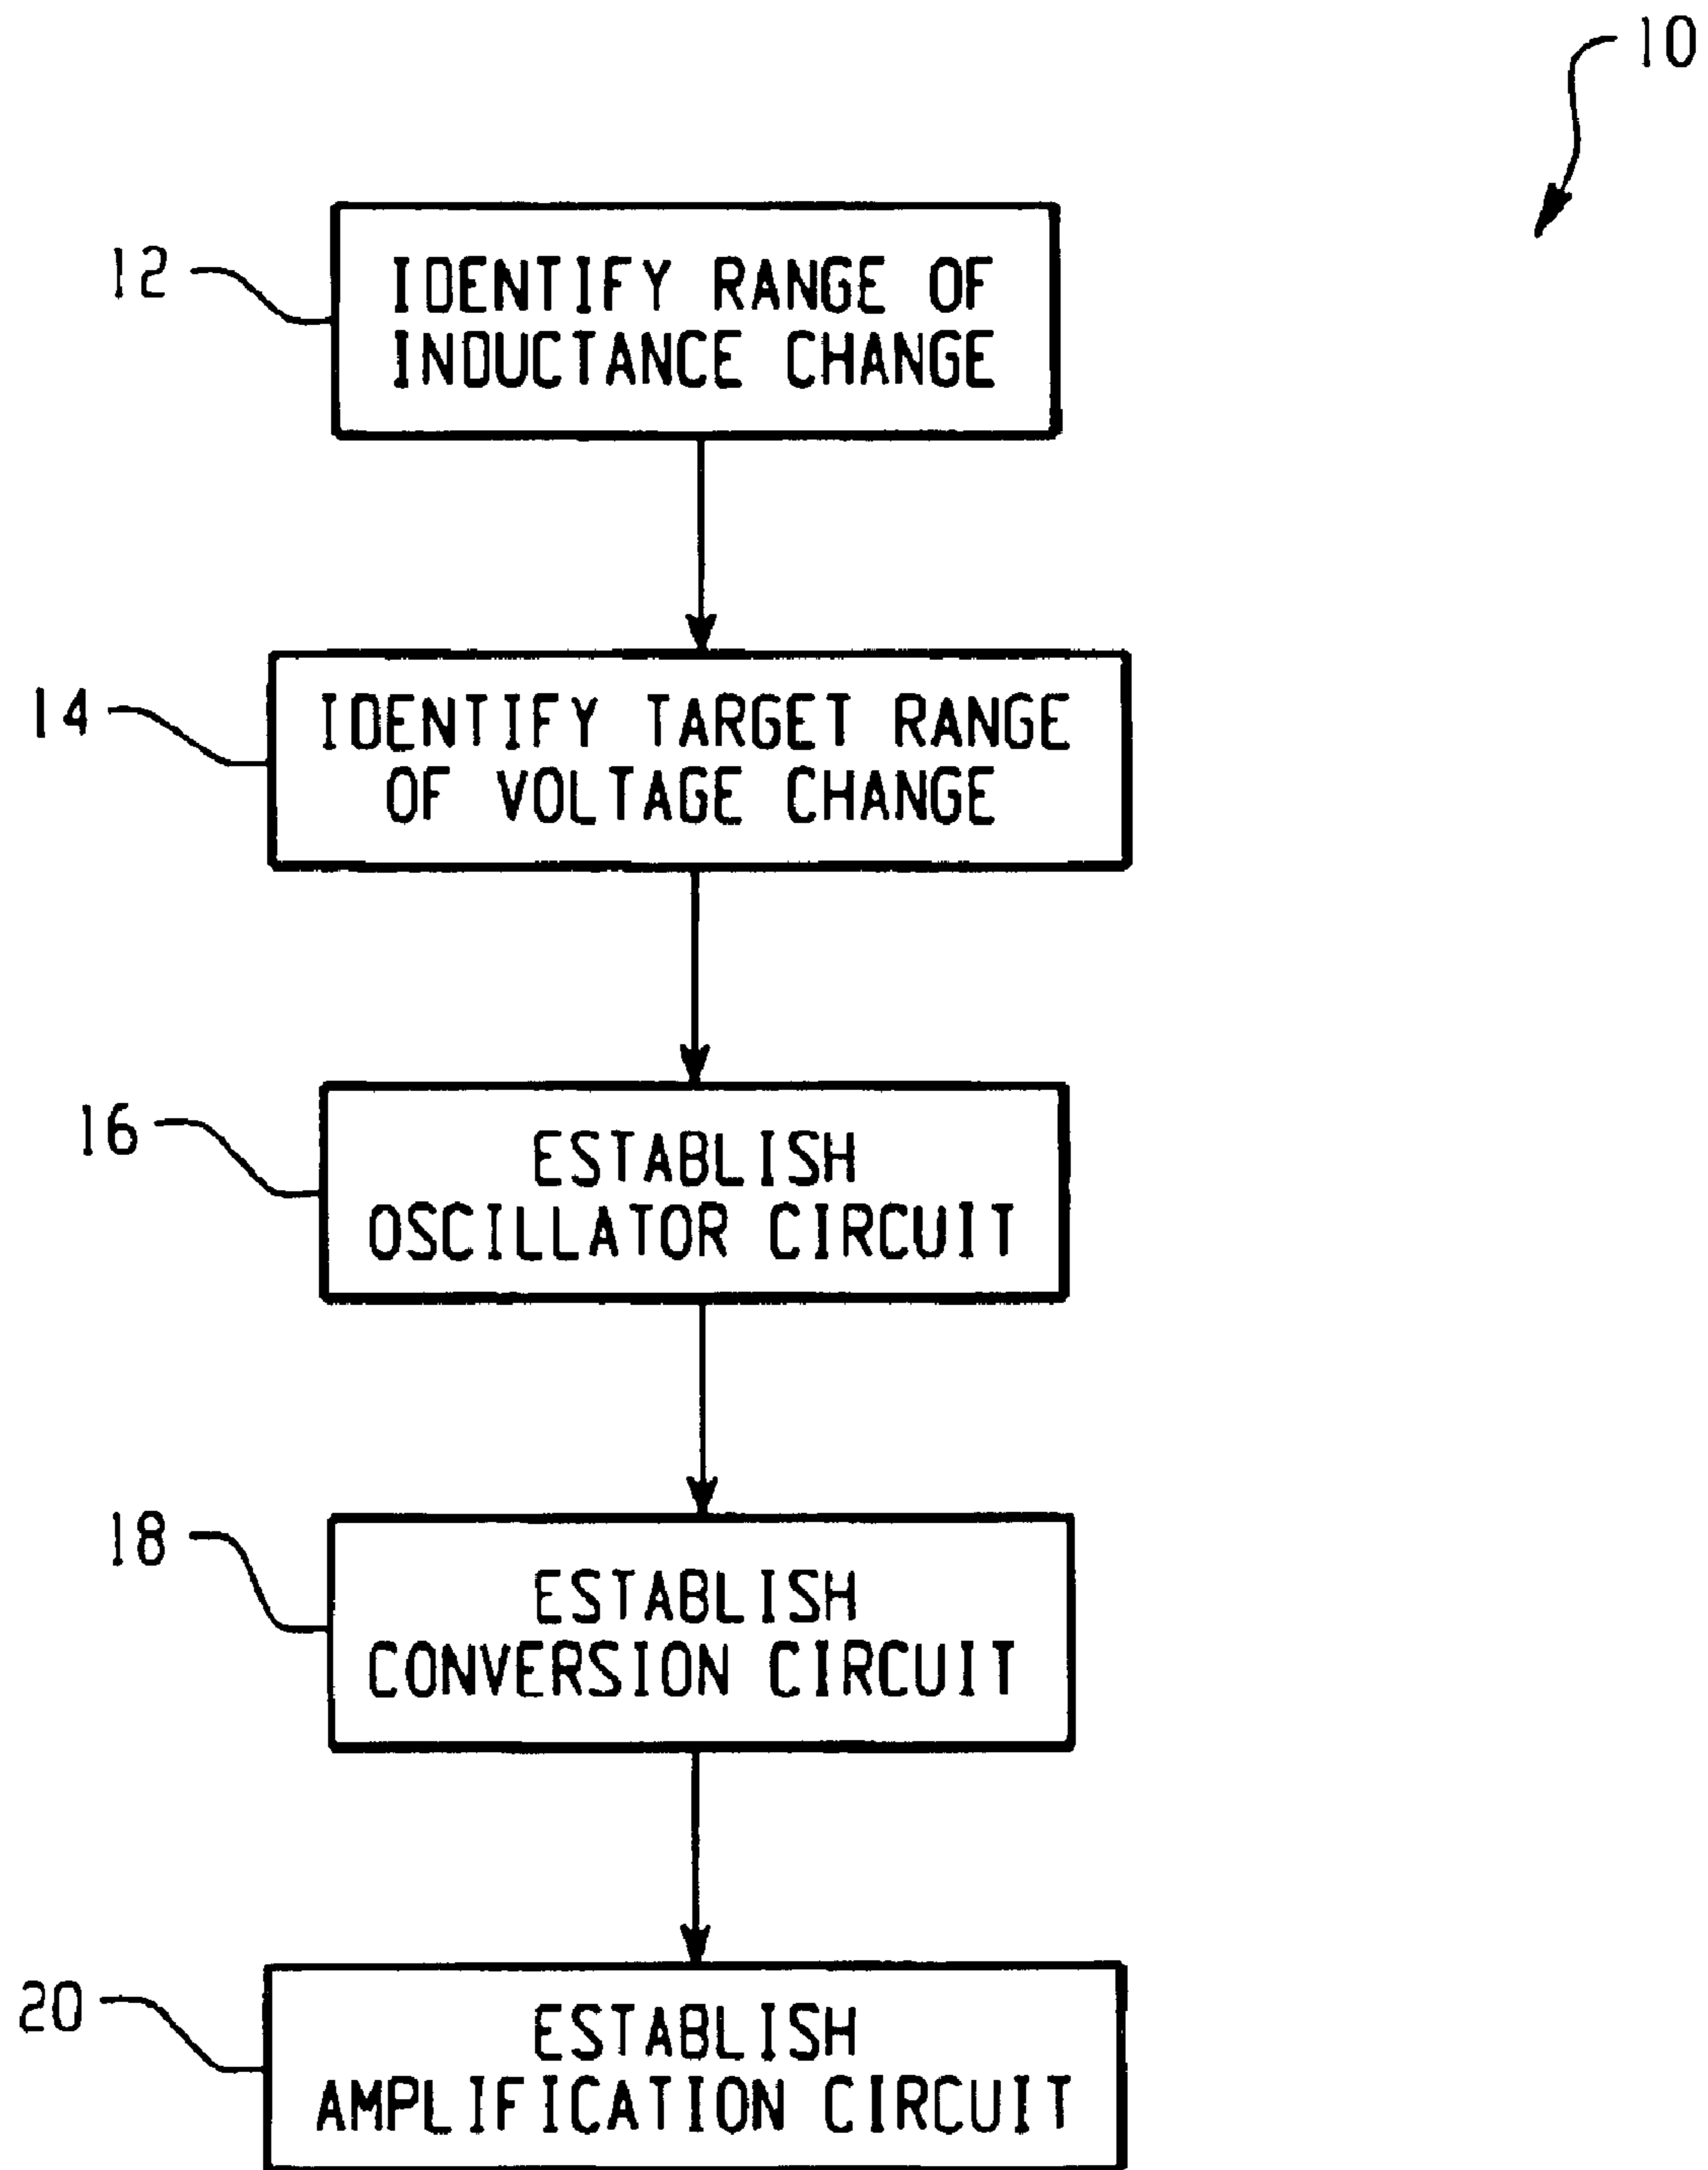 10
12
IDENTIFY RANGE OF
INDUCTANCE CHANGE
14
IDENTIFY TARGET RANGE
OF VOLTAGE CHANGE
16
ESTABLISH
OSCILLATOR CIRCUIT
18
ESTABLISH
CONVERSION CIRCUIT
20
ESTABLISH
AMPLIFICATION CIRCUIT